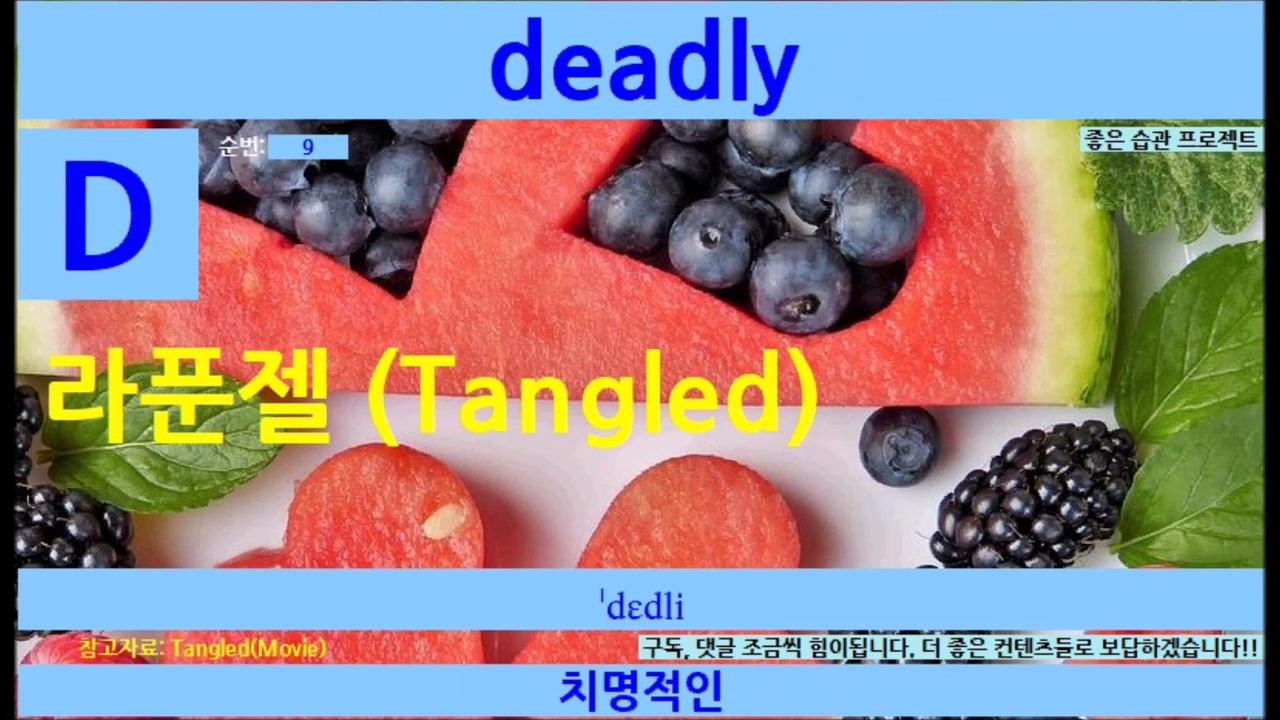 deadly
D
순번: 9
좋은 습관 프로젝트
라푼젤 (Tangled)
ˈdɛdli
참고자료: Tangled(Movie)
구독, 댓글 조금씩 힘이됩니다, 더 좋은 컨텐츠들로 보답하겠습니다!!
치명적인